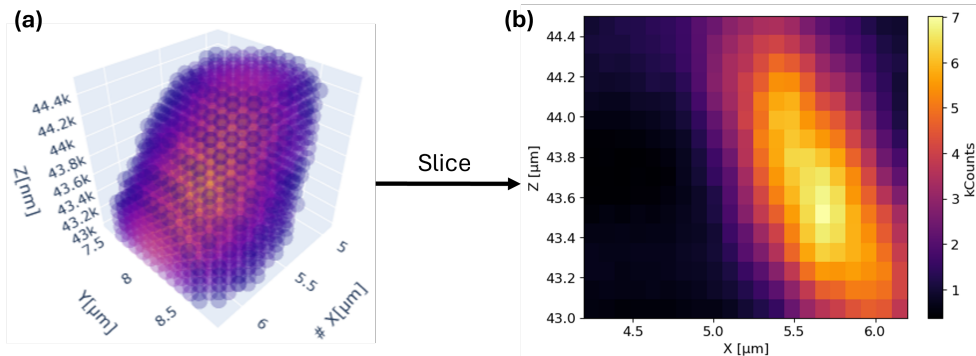 (a)
44.4k
44.2k
44k
43.8k
43.6k
43.4k
43.2k
43k
Z[nm]
7.5
8
8.5
Y[µm]
5
5.5
6
# X[µm]
Slice
(b)
44.4
44.2
44.0
43.8
43.6
43.4
43.2
43.0
Z [µm]
4.5 5.0 5.5 6.0
X [µm]
7
6
5
4
3
2
1
kCounts